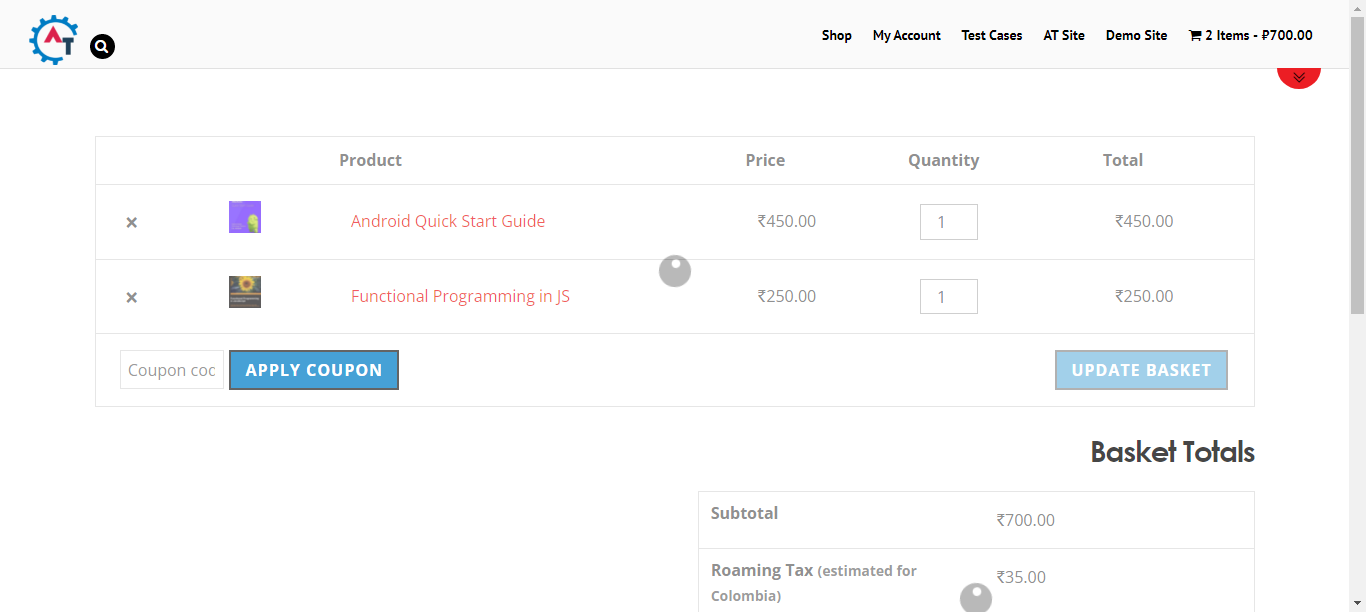 AT
Shop My Account Test Cases AT Site Demo Site 2 Items - ₽700.00
Product Price Quantity Total
× Android Quick Start Guide ₹450.00 1 ₹450.00
× Functional Programming in JS ₹250.00 1 ₹250.00
Coupon coc APPLY COUPON UPDATE BASKET
Basket Totals
Subtotal ₹700.00
Roaming Tax (estimated for
Colombia) ₹35.00